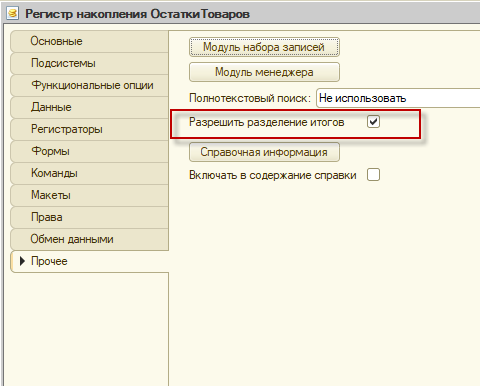 Регистр накопления ОстаткиТоваров
Основные
Подсистемы
Функциональные опции
Данные
Регистраторы
Формы
Команды
Макеты
Права
Обмен данными
Прочее
Модуль набора записей
Модуль менеджера
Полнотекстовый поиск: Не использовать
Разрешить разделение итогов
Справочная информация
Включать в содержание справки